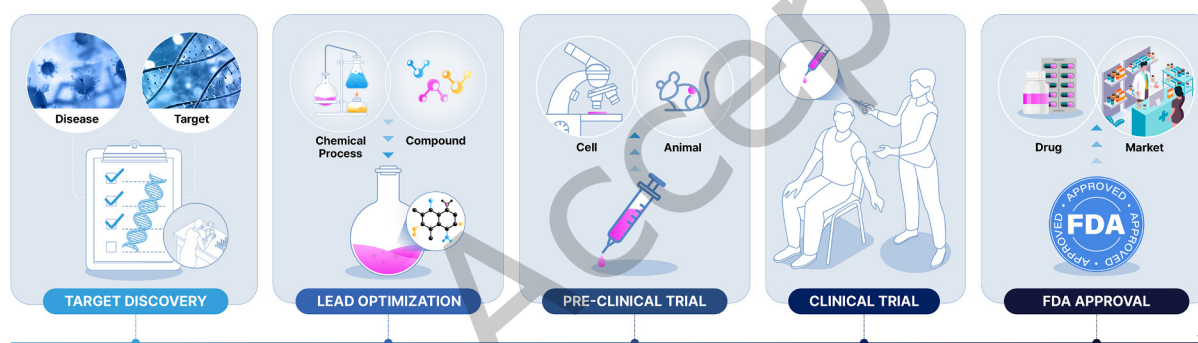 Disease
Target
TARGET DISCOVERY
Chemical
Process
Compound
LEAD OPTIMIZATION
Cell
Animal
PRE-CLINICAL TRIAL
CLINICAL TRIAL
Drug
Market
APPROVED • APPROVED • APPROVED •
FDA
FDA APPROVAL
Accep